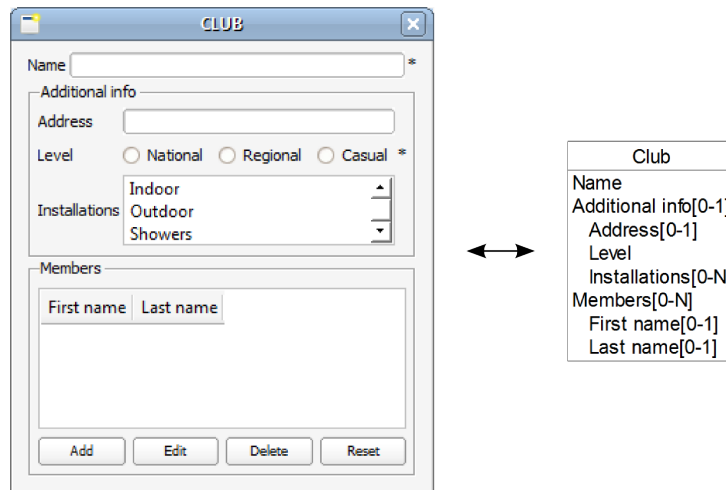 CLUB
Name *
Additional info
Address
Level National Regional Casual *
Installations
Indoor
Outdoor
Showers
Members
First name Last name
Add Edit Delete Reset
Club
Name
Additional info[0-1]
Address[0-1]
Level
Installations[0-N
Members[0-N]
First name[0-1]
Last name[0-1]